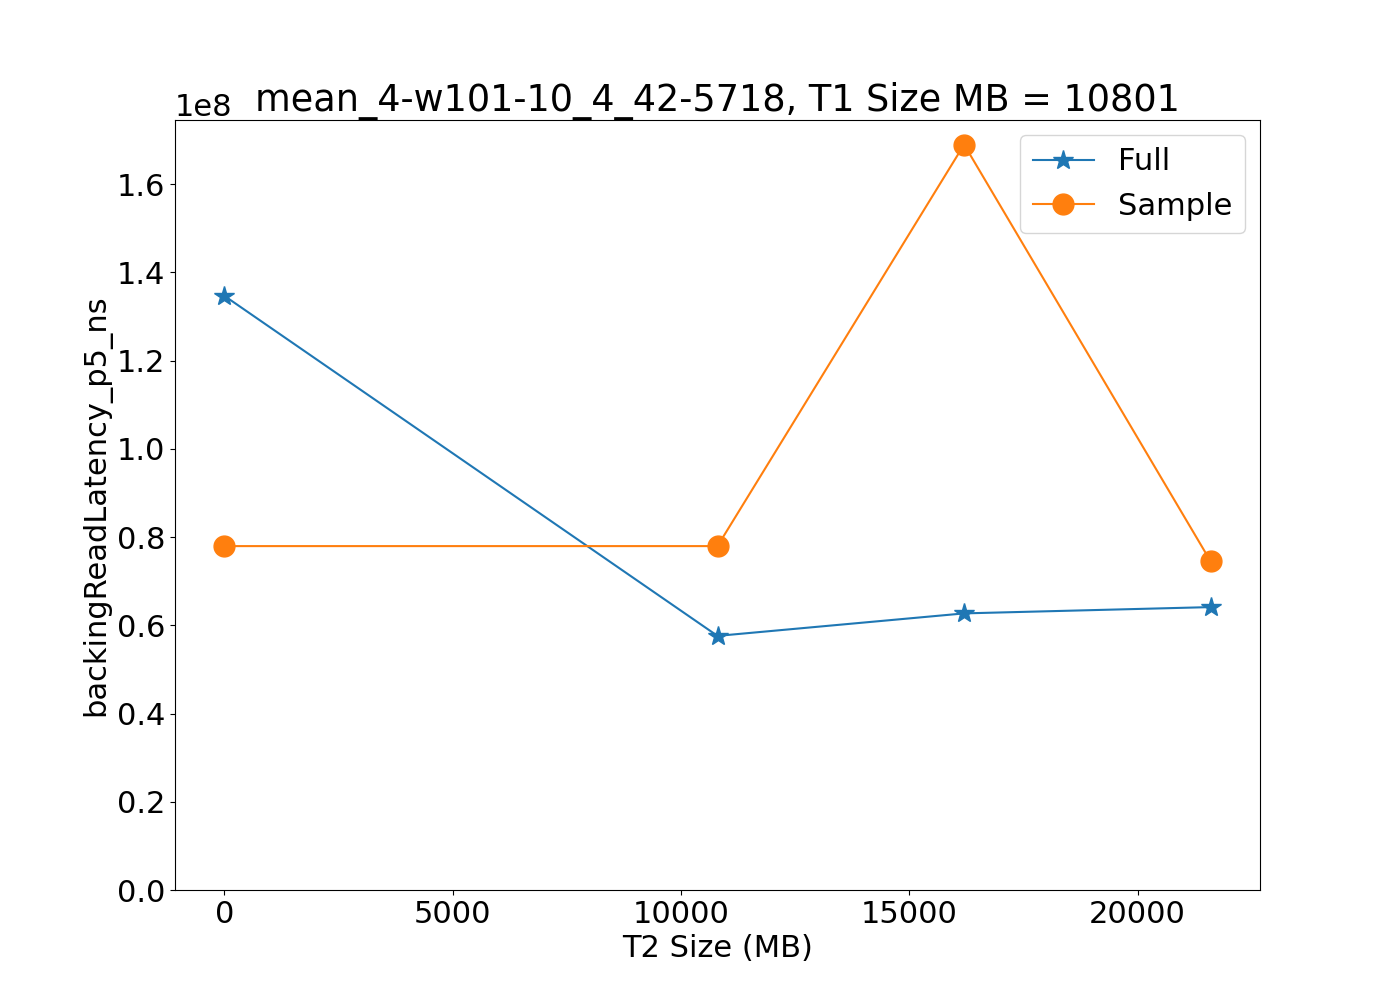 1e8
mean_4-w101-10_4_42-5718, T1 Size MB = 10801
Full
Sample
1.6
1.4
1.2
1.0
0.8
0.6
0.4
0.2
0.0
backingReadLatency_p5_ns
0
5000
10000
15000
20000
T2 Size (MB)